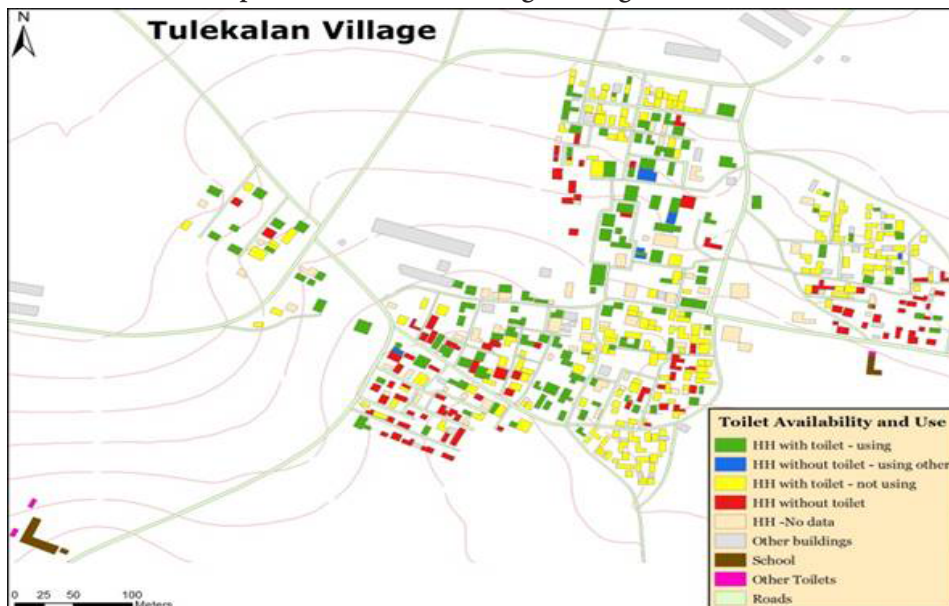 N
Tulekalan Village
Toilet Availability and Use
HH with toilet - using
HH without toilet - using other
HH with toilet - not using
HH without toilet
HH -No data
Other buildings
School
Other Toilets
Roads
0 25 50 100
Meters